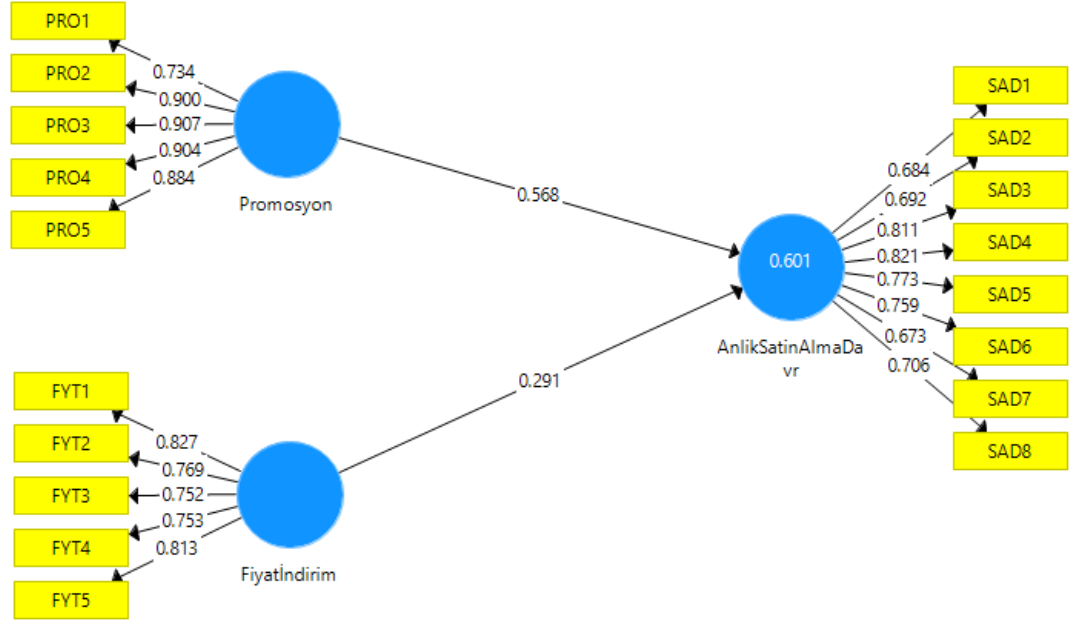 PRO1
PRO2
PRO3
PRO4
PRO5
0.734
0.900
0.907
0.904
0.884
Promosyon
0.568
FYT1
FYT2
FYT3
FYT4
FYT5
0.827
0.769
0.752
0.753
0.813
Fiyatİndirim
0.291
0.601
AnlikSatinAlmaDa
vr
0.684
0.692
0.811
0.821
0.773
0.759
0.673
0.706
SAD1
SAD2
SAD3
SAD4
SAD5
SAD6
SAD7
SAD8